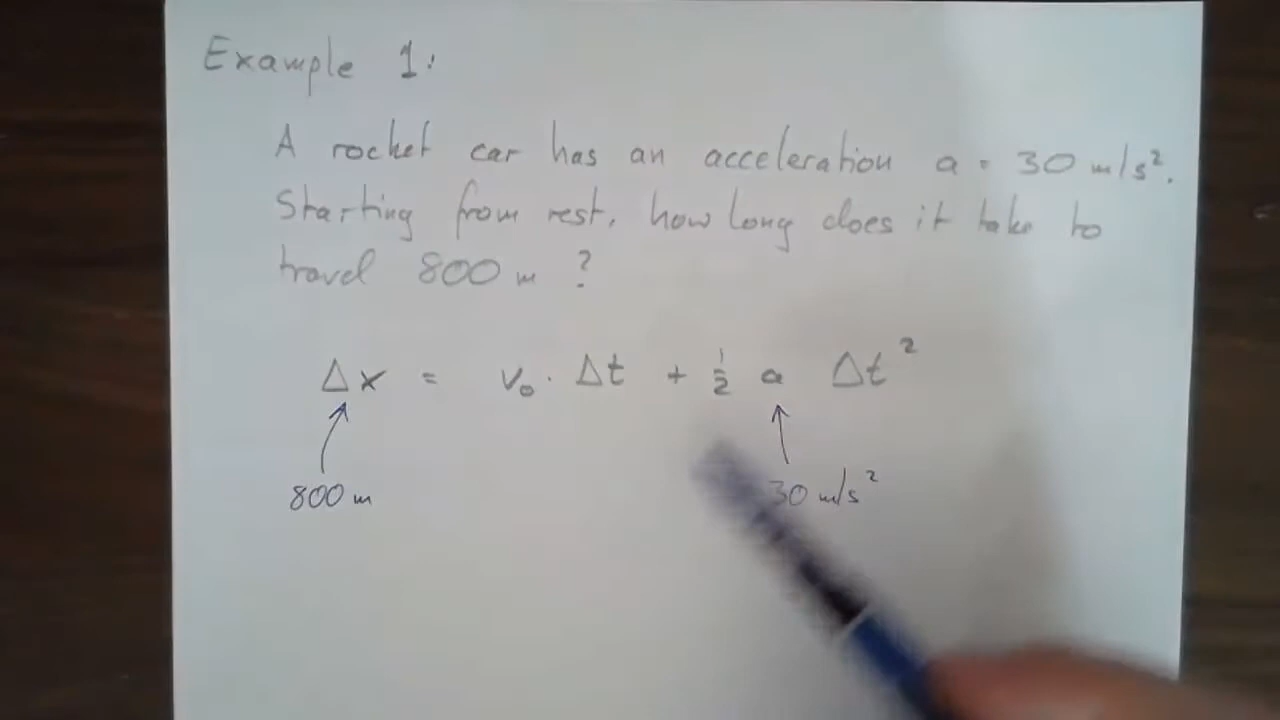 Example 1:
A rocket car has an acceleration a = 30 m/s².
Starting from rest, how long does it take to
travel 800 m ?
Δx = v₀ · Δt + ½ a Δt²
800 m 30 m/s²